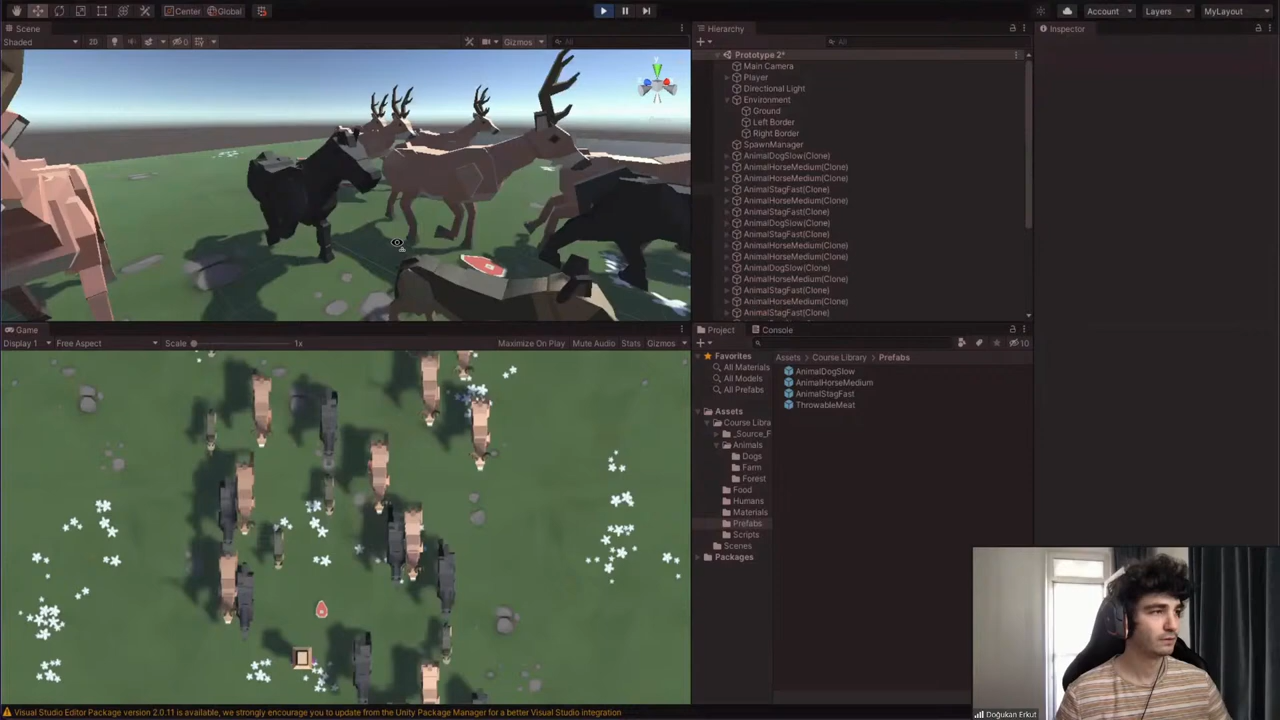 Center Global
Account Layers MyLayout
Scene
Shaded 2D 0 Gizmos All
Game
Display 1 Free Aspect Scale 1x Maximize On Play Mute Audio Stats Gizmos
Hierarchy
All
Prototype 2*
Main Camera
Player
Directional Light
Environment
Ground
Left Border
Right Border
SpawnManager
AnimalDogSlow(Clone)
AnimalHorseMedium(Clone)
AnimalHorseMedium(Clone)
AnimalStagFast(Clone)
AnimalHorseMedium(Clone)
AnimalStagFast(Clone)
AnimalDogSlow(Clone)
AnimalStagFast(Clone)
AnimalHorseMedium(Clone)
AnimalHorseMedium(Clone)
AnimalDogSlow(Clone)
AnimalHorseMedium(Clone)
AnimalStagFast(Clone)
AnimalHorseMedium(Clone)
AnimalStagFast(Clone)
Project Console
10
Favorites
All Materials
All Models
All Prefabs
Assets
Course Libra
_Source_F
Animals
Dogs
Farm
Forest
Food
Humans
Materials
Prefabs
Scripts
Scenes
Packages
Assets Course Library Prefabs
AnimalDogSlow
AnimalHorseMedium
AnimalStagFast
ThrowableMeat
Inspector
Visual Studio Editor Package version 2.0.11 is available, we strongly encourage you to update from the Unity Package Manager for a better Visual Studio integration
Doğukan Erkut